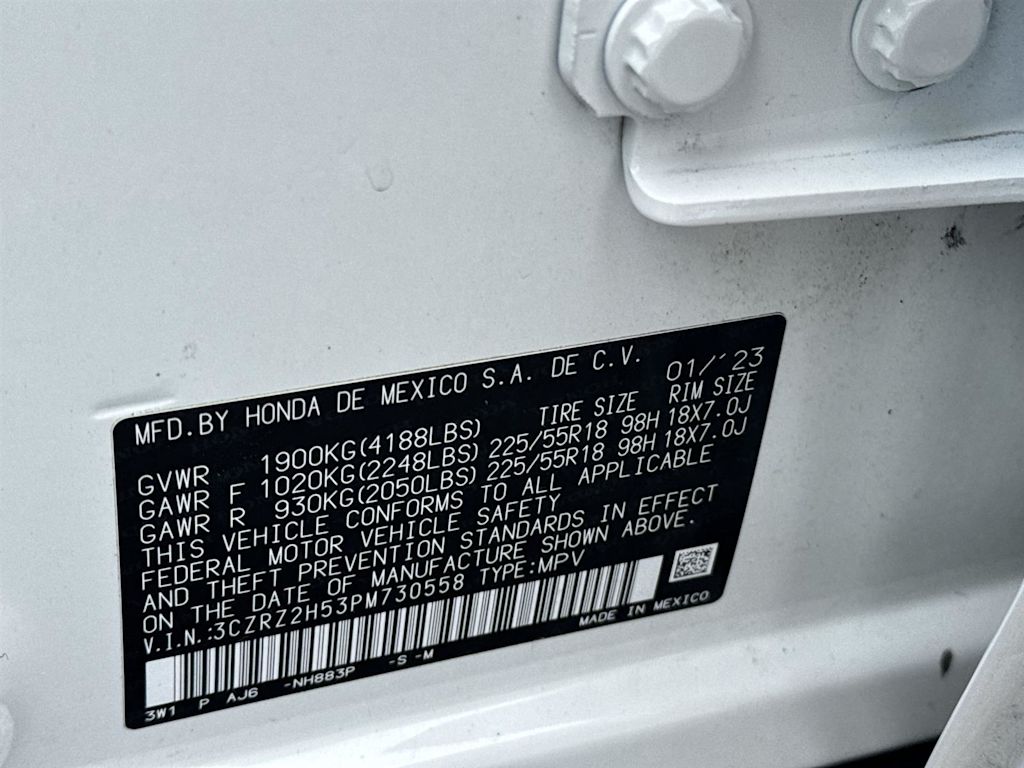 MFD.BY HONDA DE MEXICO S.A. DE C.V. 01/'23
TIRE SIZE RIM SIZE
GVWR 1900KG(4188LBS)
GAWR F 1020KG(2248LBS) 225/55R18 98H 18X7.0J
GAWR R 930KG(2050LBS) 225/55R18 98H 18X7.0J
THIS VEHICLE CONFORMS TO ALL APPLICABLE
FEDERAL MOTOR VEHICLE SAFETY
AND THEFT PREVENTION STANDARDS IN EFFECT
ON THE DATE OF MANUFACTURE SHOWN ABOVE.
V.I.N.:3CZRZ2H53PM730558 TYPE:MPV
MADE IN MEXICO
3W1 P AJ6 -NH883P -S -M